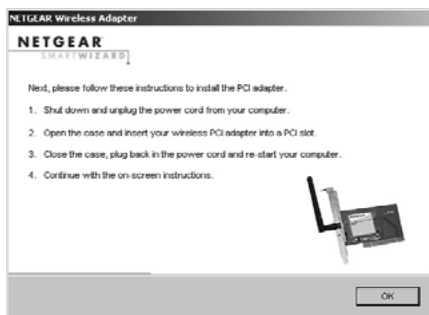 NETGEAR Wireless Adapter
NETGEAR
SMARTWIZARD
Next, please follow these instructions to install the PCI adapter.
1. Shut down and unplug the power cord from your computer.
2. Open the case and insert your wireless PCI adapter into a PCI slot.
3. Close the case, plug back in the power cord and re-start your computer.
4. Continue with the on-screen instructions.
OK